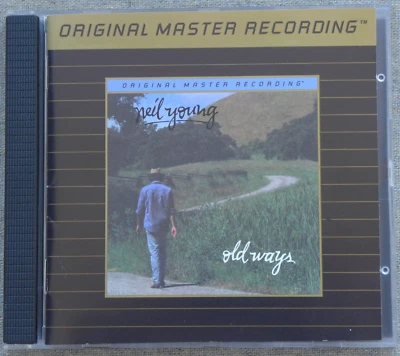 ORIGINAL MASTER RECORDING™
ORIGINAL MASTER RECORDING™
neil young
old ways